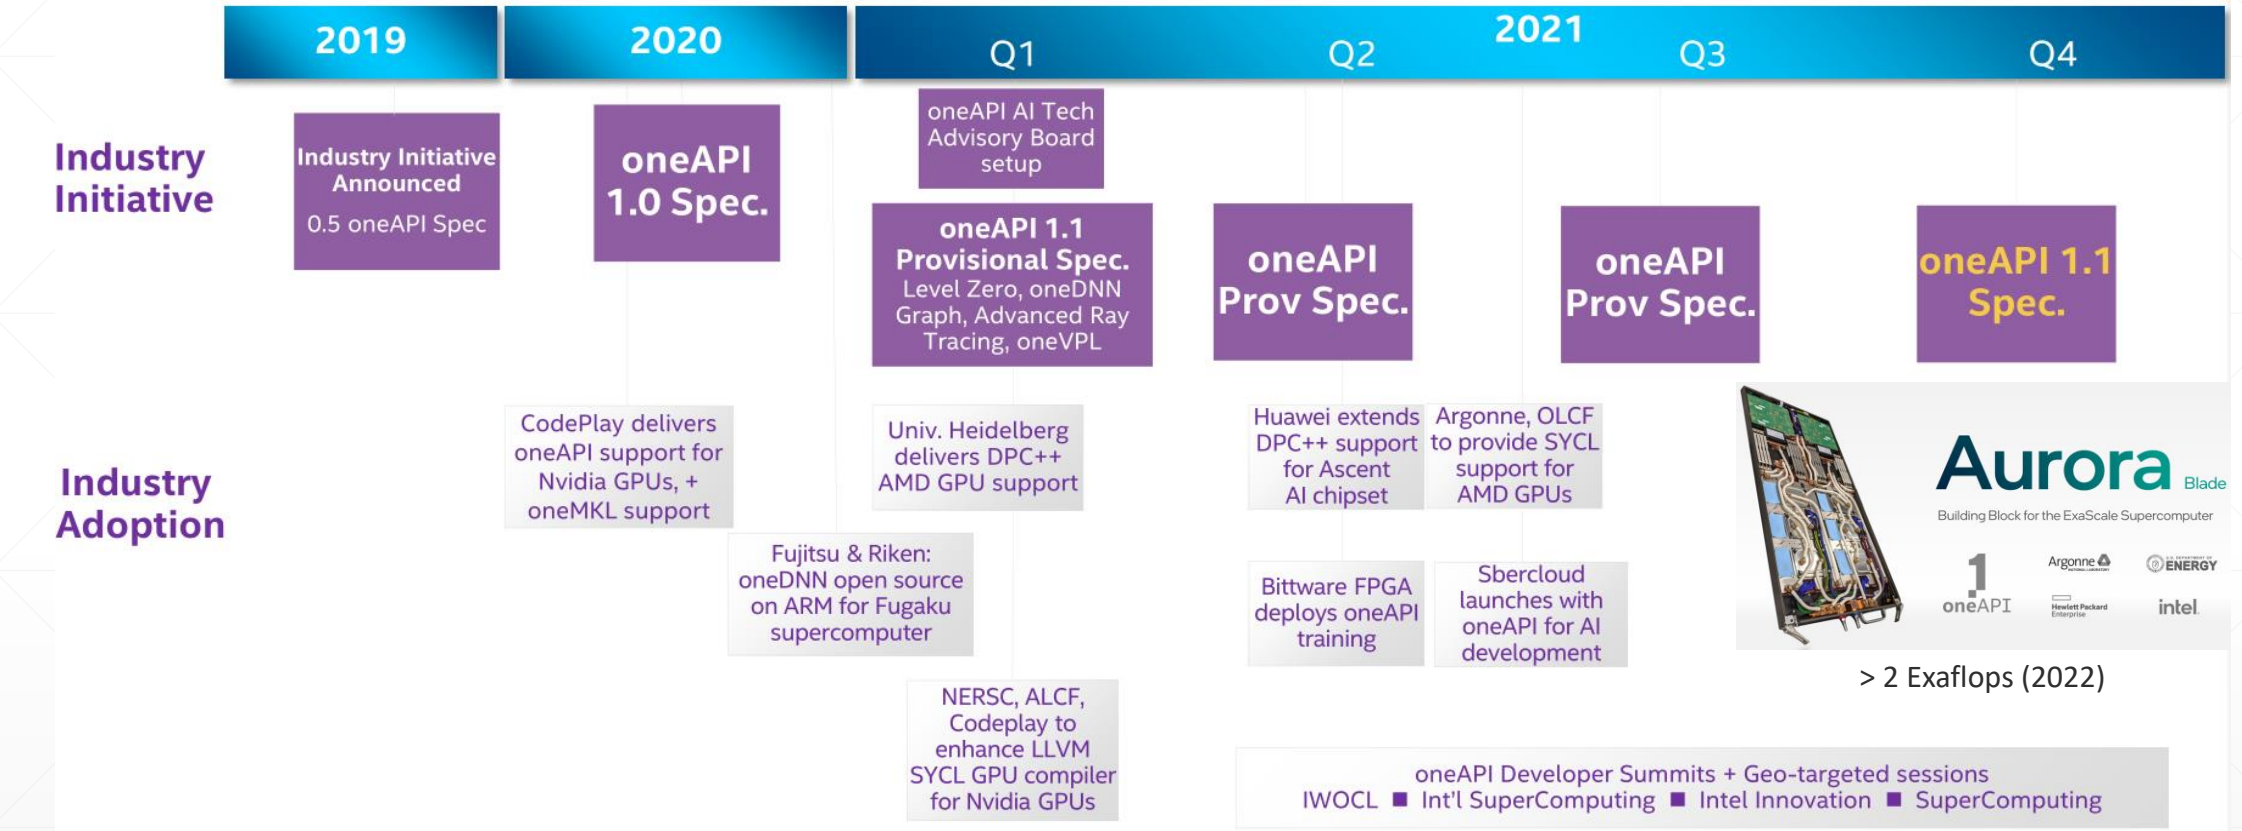 2019
2020
2021
Q1
Q2
Q3
Q4
Industry
Initiative
Industry Initiative
Announced
0.5 oneAPI Spec
oneAPI
1.0 Spec.
oneAPI AI Tech
Advisory Board
setup
oneAPI 1.1
Provisional Spec.
Level Zero, oneDNN
Graph, Advanced Ray
Tracing, oneVPL
oneAPI
Prov Spec.
oneAPI
Prov Spec.
oneAPI 1.1
Spec.
Industry
Adoption
CodePlay delivers
oneAPI support for
Nvidia GPUs, +
oneMKL support
Fujitsu & Riken:
oneDNN open source
on ARM for Fugaku
supercomputer
Univ. Heidelberg
delivers DPC++
AMD GPU support
NERSC, ALCF,
Codeplay to
enhance LLVM
SYCL GPU compiler
for Nvidia GPUs
Huawei extends
DPC++ support
for Ascent
AI chipset
Argonne, OLCF
to provide SYCL
support for
AMD GPUs
Bittware FPGA
deploys oneAPI
training
Sbercloud
launches with
oneAPI for AI
development
Aurora Blade
Building Block for the ExaScale Supercomputer
1
oneAPI
Argonne
NATIONAL LABORATORY
U.S. DEPARTMENT OF
ENERGY
Hewlett Packard
Enterprise
intel.
> 2 Exaflops (2022)
oneAPI Developer Summits + Geo-targeted sessions
IWOCL ■ Int'l SuperComputing ■ Intel Innovation ■ SuperComputing